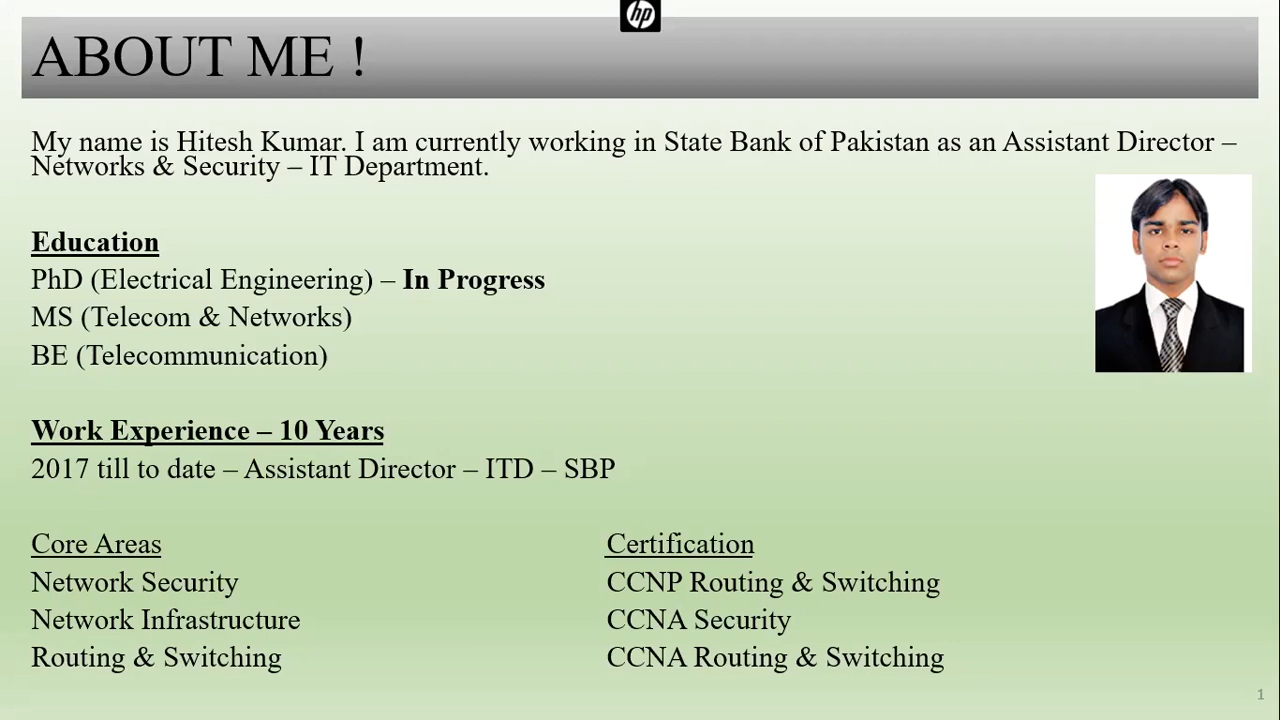 hp
ABOUT ME !
My name is Hitesh Kumar. I am currently working in State Bank of Pakistan as an Assistant Director –
Networks & Security – IT Department.
Education
PhD (Electrical Engineering) – In Progress
MS (Telecom & Networks)
BE (Telecommunication)
Work Experience – 10 Years
2017 till to date – Assistant Director – ITD – SBP
Core Areas
Network Security
Network Infrastructure
Routing & Switching
Certification
CCNP Routing & Switching
CCNA Security
CCNA Routing & Switching
1